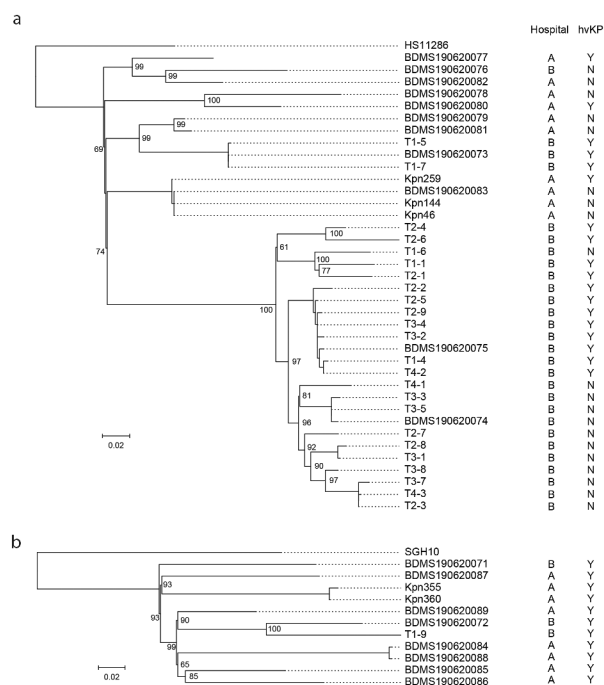 a
Hospital hvKP
HS11286
BDMS190620077 A Y
99
BDMS190620076 B N
99
BDMS190620082 A N
BDMS190620078 A N
100
BDMS190620080 A Y
BDMS190620079 A N
99
BDMS190620081 A N
99
69
T1-5 B Y
BDMS190620073 B Y
T1-7 B Y
Kpn259 A Y
BDMS190620083 A N
Kpn144 A N
Kpn46 A N
T2-4 B Y
100
T2-6 B Y
61
74
T1-6 B N
100
T1-1 B Y
77
T2-1 B Y
T2-2 B Y
T2-5 B Y
100
T2-9 B Y
T3-4 B Y
T3-2 B Y
BDMS190620075 B Y
97
T1-4 B Y
T4-2 B Y
T4-1 B N
81
T3-3 B N
T3-5 B N
BDMS190620074 B N
96
T2-7 B N
T2-8 B N
92
0.02
T3-1 B N
90
T3-8 B N
97
T3-7 B N
T4-3 B N
T2-3 B N
b
SGH10
BDMS190620071 B Y
BDMS190620087 A Y
93
Kpn355 A Y
Kpn360 A Y
BDMS190620089 A Y
93
90
BDMS190620072 B Y
100
T1-9 B Y
99
BDMS190620084 A Y
BDMS190620088 A Y
65
0.02
BDMS190620085 A Y
85
BDMS190620086 A Y